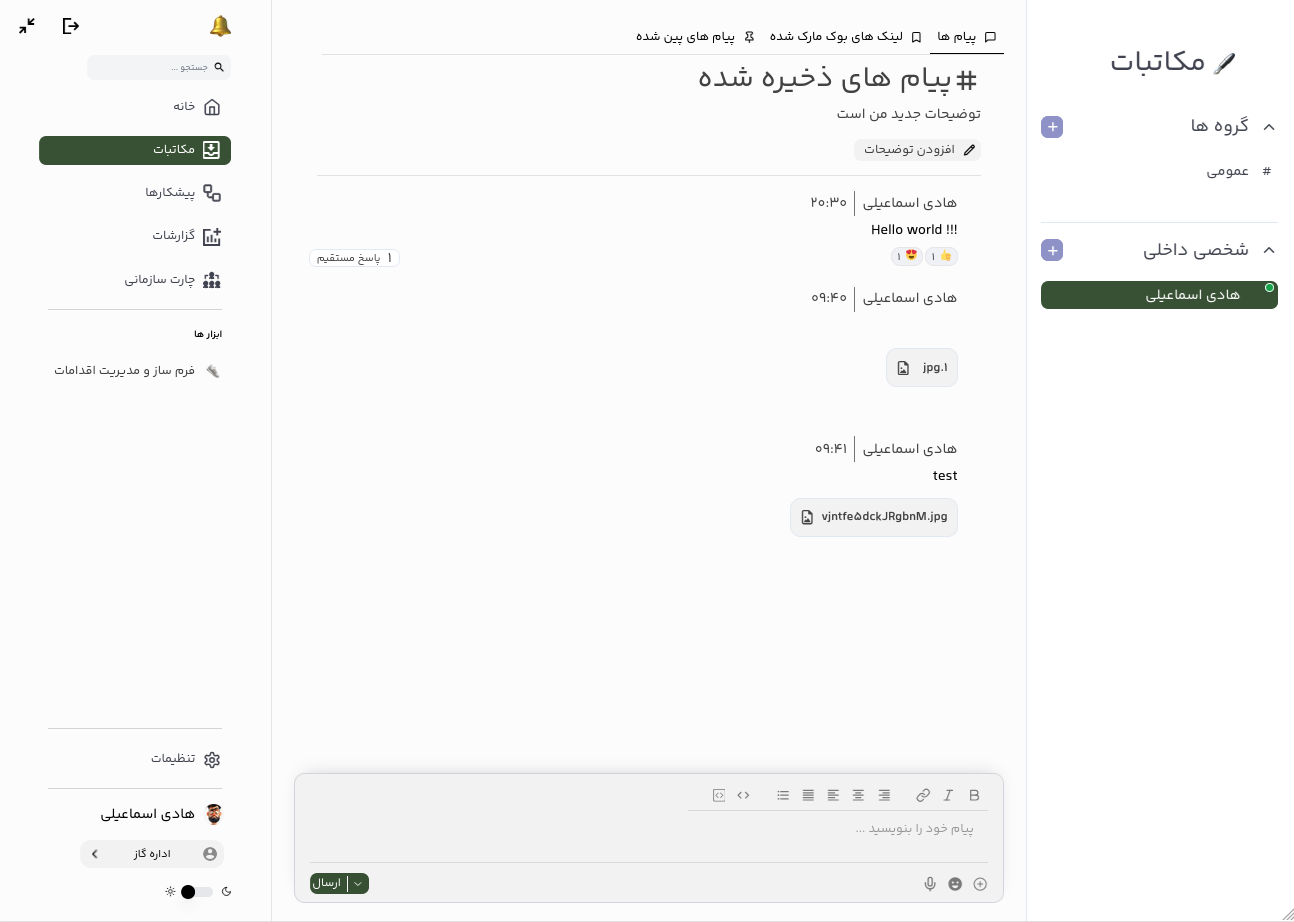 مکاتبات
گروه ها
# عمومی
شخصی داخلی
هادی اسماعیلی
پیام ها
لینک های بوک مارک شده
پیام های پین شده
#پیام های ذخیره شده
توضیحات جدید من است
افزودن توضیحات
هادی اسماعیلی ۲۰:۳۰
Hello world !!!
۱ ۱
۱ پاسخ مستقیم
هادی اسماعیلی ۰۹:۴۰
jpg.۱
هادی اسماعیلی ۰۹:۴۱
test
vjntfe۵dckJRgbnM.jpg
پیام خود را بنویسید ...
ارسال
جستجو ...
خانه
مکاتبات
پیشکارها
گزارشات
چارت سازمانی
ابزار ها
فرم ساز و مدیریت اقدامات
تنظیمات
هادی اسماعیلی
اداره گاز